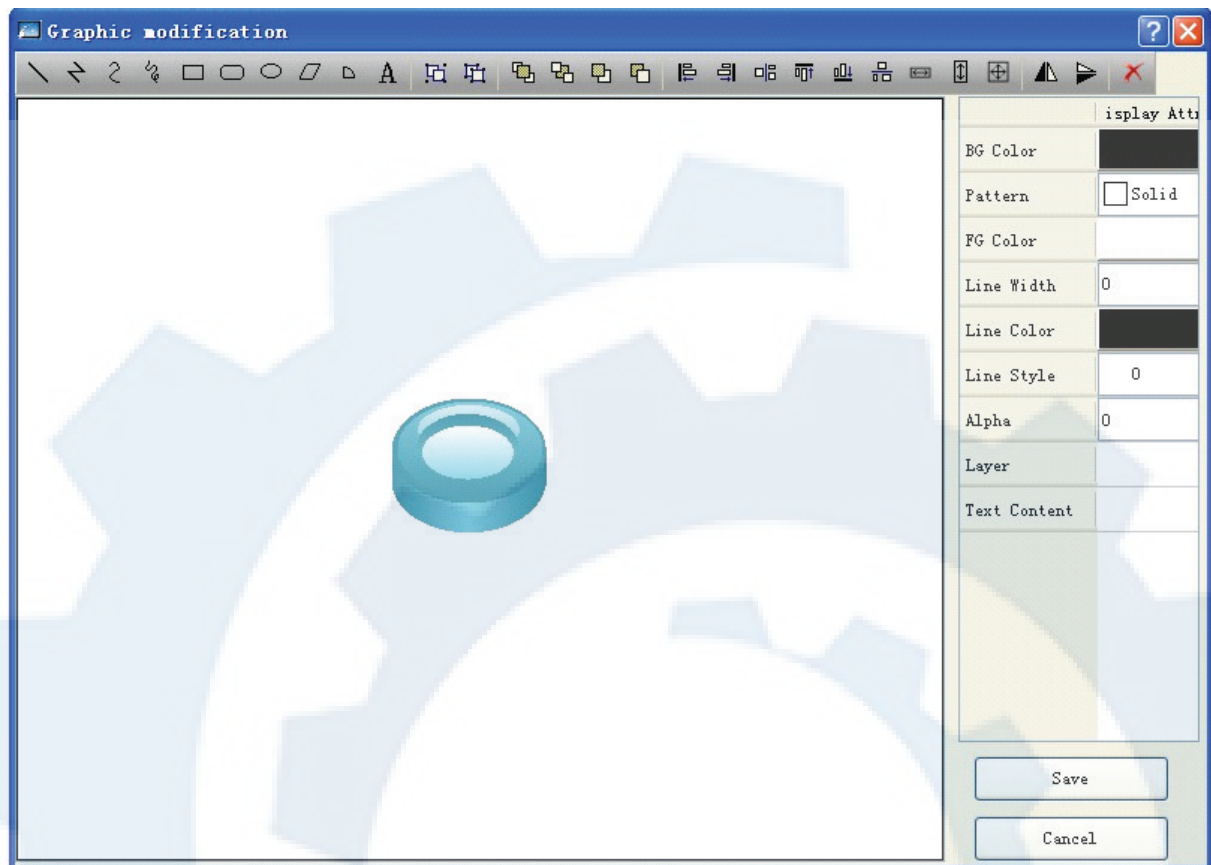 Graphic modification
A
isplay Att
BG Color
Pattern Solid
FG Color
Line Width 0
Line Color
Line Style 0
Alpha 0
Layer
Text Content
Save
Cancel